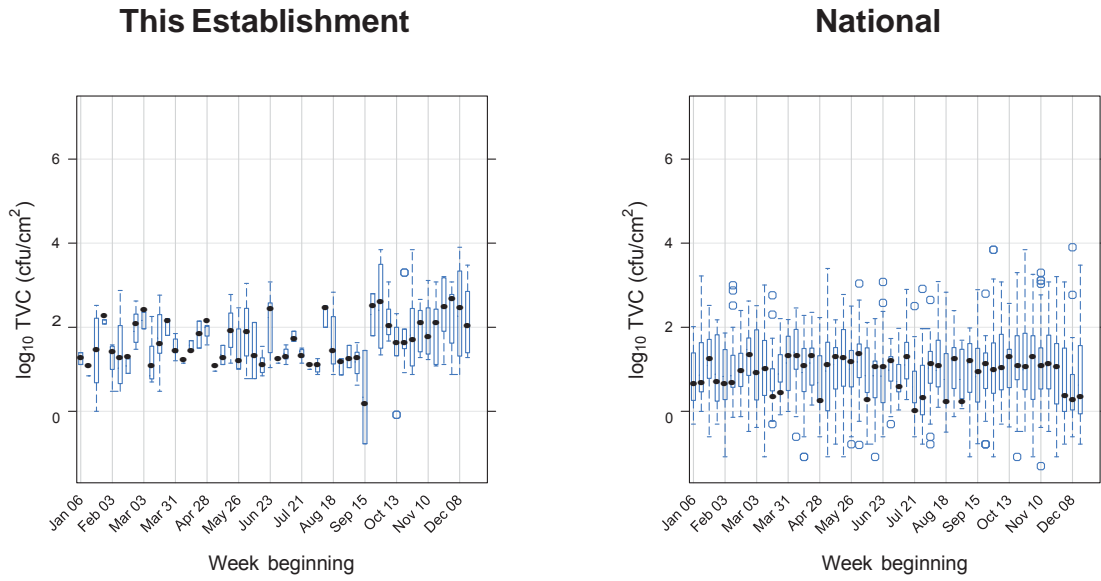 This Establishment
National
log10 TVC (cfu/cm2)
6
4
2
0
Jan 06
Feb 03
Mar 03
Mar 31
Apr 28
May 26
Jun 23
Jul 21
Aug 18
Sep 15
Oct 13
Nov 10
Dec 08
Week beginning
log10 TVC (cfu/cm2)
6
4
2
0
Jan 06
Feb 03
Mar 03
Mar 31
Apr 28
May 26
Jun 23
Jul 21
Aug 18
Sep 15
Oct 13
Nov 10
Dec 08
Week beginning